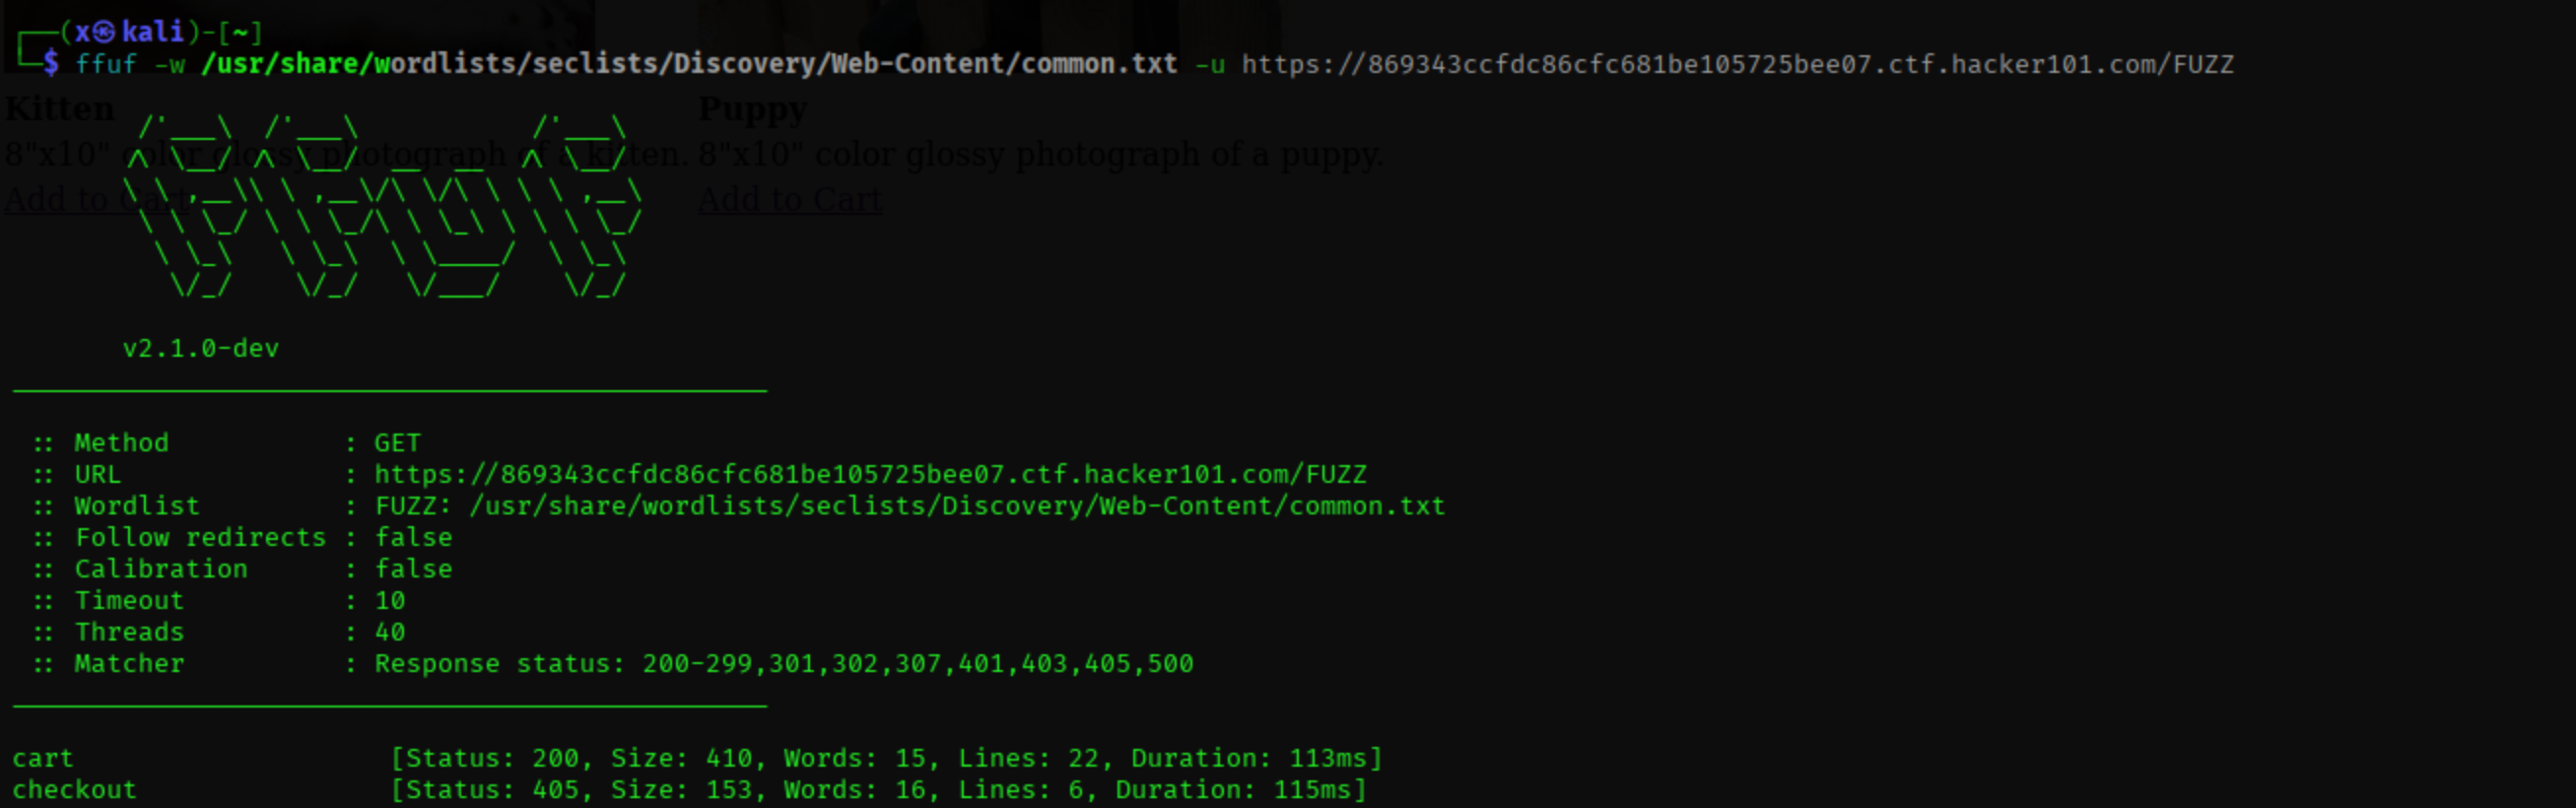 ┌──(x㉿kali)-[~]
└─$ ffuf -w /usr/share/wordlists/seclists/Discovery/Web-Content/common.txt -u https://869343ccfdc86cfc681be105725bee07.ctf.hacker101.com/FUZZ
Kitten Puppy
8"x10" color glossy photograph of a kitten. 8"x10" color glossy photograph of a puppy.
Add to Cart Add to Cart
v2.1.0-dev
:: Method : GET
:: URL : https://869343ccfdc86cfc681be105725bee07.ctf.hacker101.com/FUZZ
:: Wordlist : FUZZ: /usr/share/wordlists/seclists/Discovery/Web-Content/common.txt
:: Follow redirects : false
:: Calibration : false
:: Timeout : 10
:: Threads : 40
:: Matcher : Response status: 200-299,301,302,307,401,403,405,500
cart [Status: 200, Size: 410, Words: 15, Lines: 22, Duration: 113ms]
checkout [Status: 405, Size: 153, Words: 16, Lines: 6, Duration: 115ms]